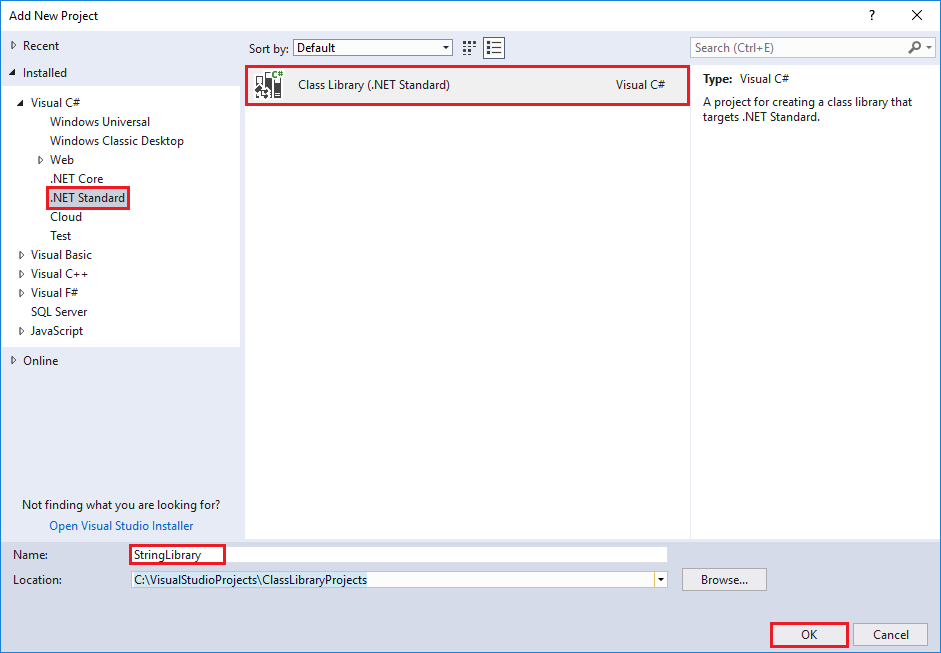 Add New Project
?
Recent
Installed
Visual C#
Windows Universal
Windows Classic Desktop
Web
.NET Core
.NET Standard
Cloud
Test
Visual Basic
Visual C++
Visual F#
SQL Server
JavaScript
Online
Not finding what you are looking for?
Open Visual Studio Installer
Sort by: Default
C#
Class Library (.NET Standard) Visual C#
Search (Ctrl+E)
Type: Visual C#
A project for creating a class library that
targets .NET Standard.
Name: StringLibrary
Location: C:\VisualStudioProjects\ClassLibraryProjects
Browse...
OK Cancel